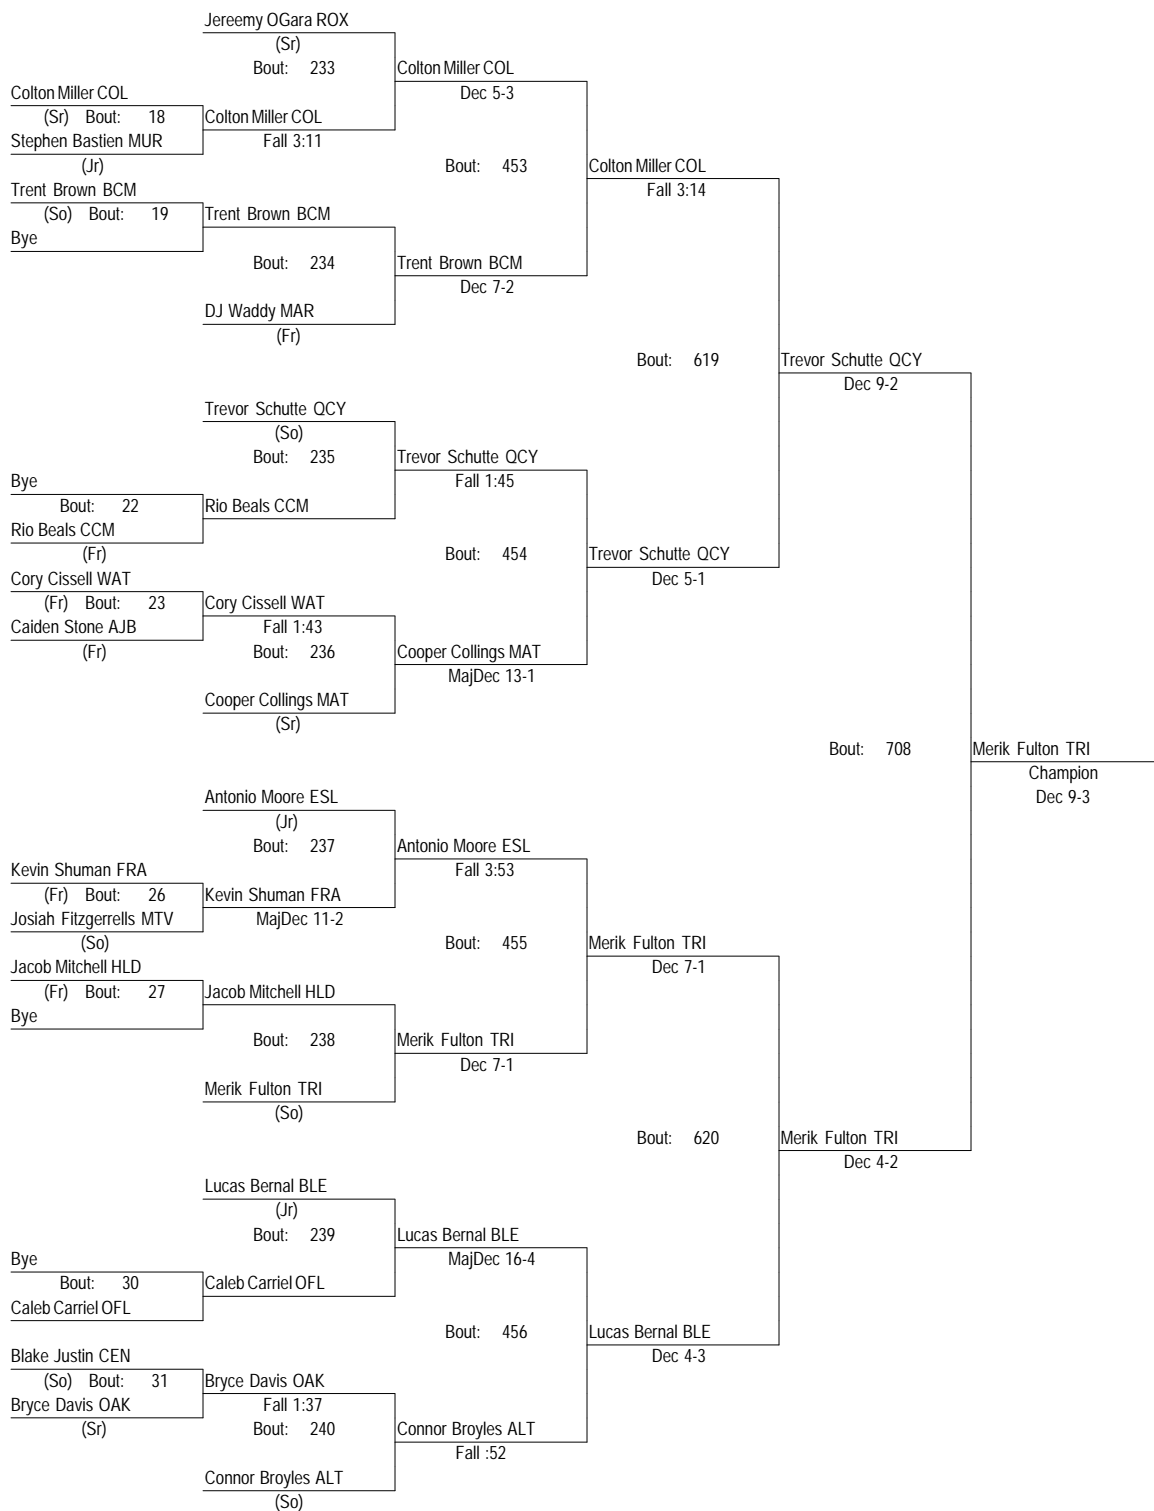 Jereemy OGara ROX
(Sr)
Bout: 233
Colton Miller COL
Dec 5-3
Colton Miller COL
(Sr) Bout: 18
Colton Miller COL
Stephen Bastien MUR
Fall 3:11
(Jr)
Bout: 453
Colton Miller COL
Trent Brown BCM
Fall 3:14
(So) Bout: 19
Trent Brown BCM
Bye
Bout: 234
Trent Brown BCM
Dec 7-2
DJ Waddy MAR
(Fr)
Bout: 619
Trevor Schutte QCY
Dec 9-2
Trevor Schutte QCY
(So)
Bout: 235
Trevor Schutte QCY
Fall 1:45
Bye
Bout: 22
Rio Beals CCM
Rio Beals CCM
(Fr)
Bout: 454
Trevor Schutte QCY
Dec 5-1
Cory Cissell WAT
(Fr) Bout: 23
Cory Cissell WAT
Caiden Stone AJB
Fall 1:43
(Fr)
Bout: 236
Cooper Collings MAT
MajDec 13-1
Cooper Collings MAT
(Sr)
Bout: 708
Merik Fulton TRI
Champion
Dec 9-3
Antonio Moore ESL
(Jr)
Bout: 237
Antonio Moore ESL
Fall 3:53
Kevin Shuman FRA
(Fr) Bout: 26
Kevin Shuman FRA
Josiah Fitzgerrells MTV
MajDec 11-2
(So)
Bout: 455
Merik Fulton TRI
Dec 7-1
Jacob Mitchell HLD
(Fr) Bout: 27
Jacob Mitchell HLD
Bye
Bout: 238
Merik Fulton TRI
Dec 7-1
Merik Fulton TRI
(So)
Bout: 620
Merik Fulton TRI
Dec 4-2
Lucas Bernal BLE
(Jr)
Bout: 239
Lucas Bernal BLE
MajDec 16-4
Bye
Bout: 30
Caleb Carriel OFL
Caleb Carriel OFL
Bout: 456
Lucas Bernal BLE
Dec 4-3
Blake Justin CEN
(So) Bout: 31
Bryce Davis OAK
Bryce Davis OAK
Fall 1:37
(Sr)
Bout: 240
Connor Broyles ALT
Fall :52
Connor Broyles ALT
(So)